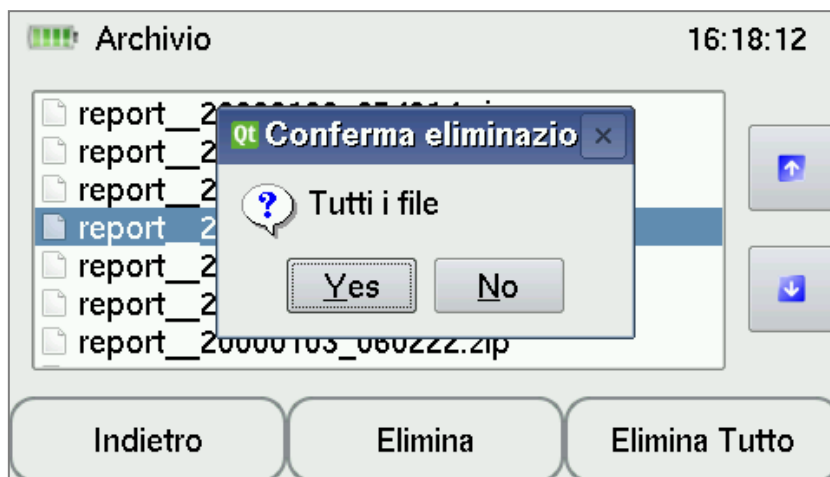 Archivio
16:18:12
report__2
Qt Conferma eliminazio
report__2
report__2
Tutti i file
report__2
report__2
Yes No
report__2
report__20000103_060222.zip
Indietro
Elimina
Elimina Tutto